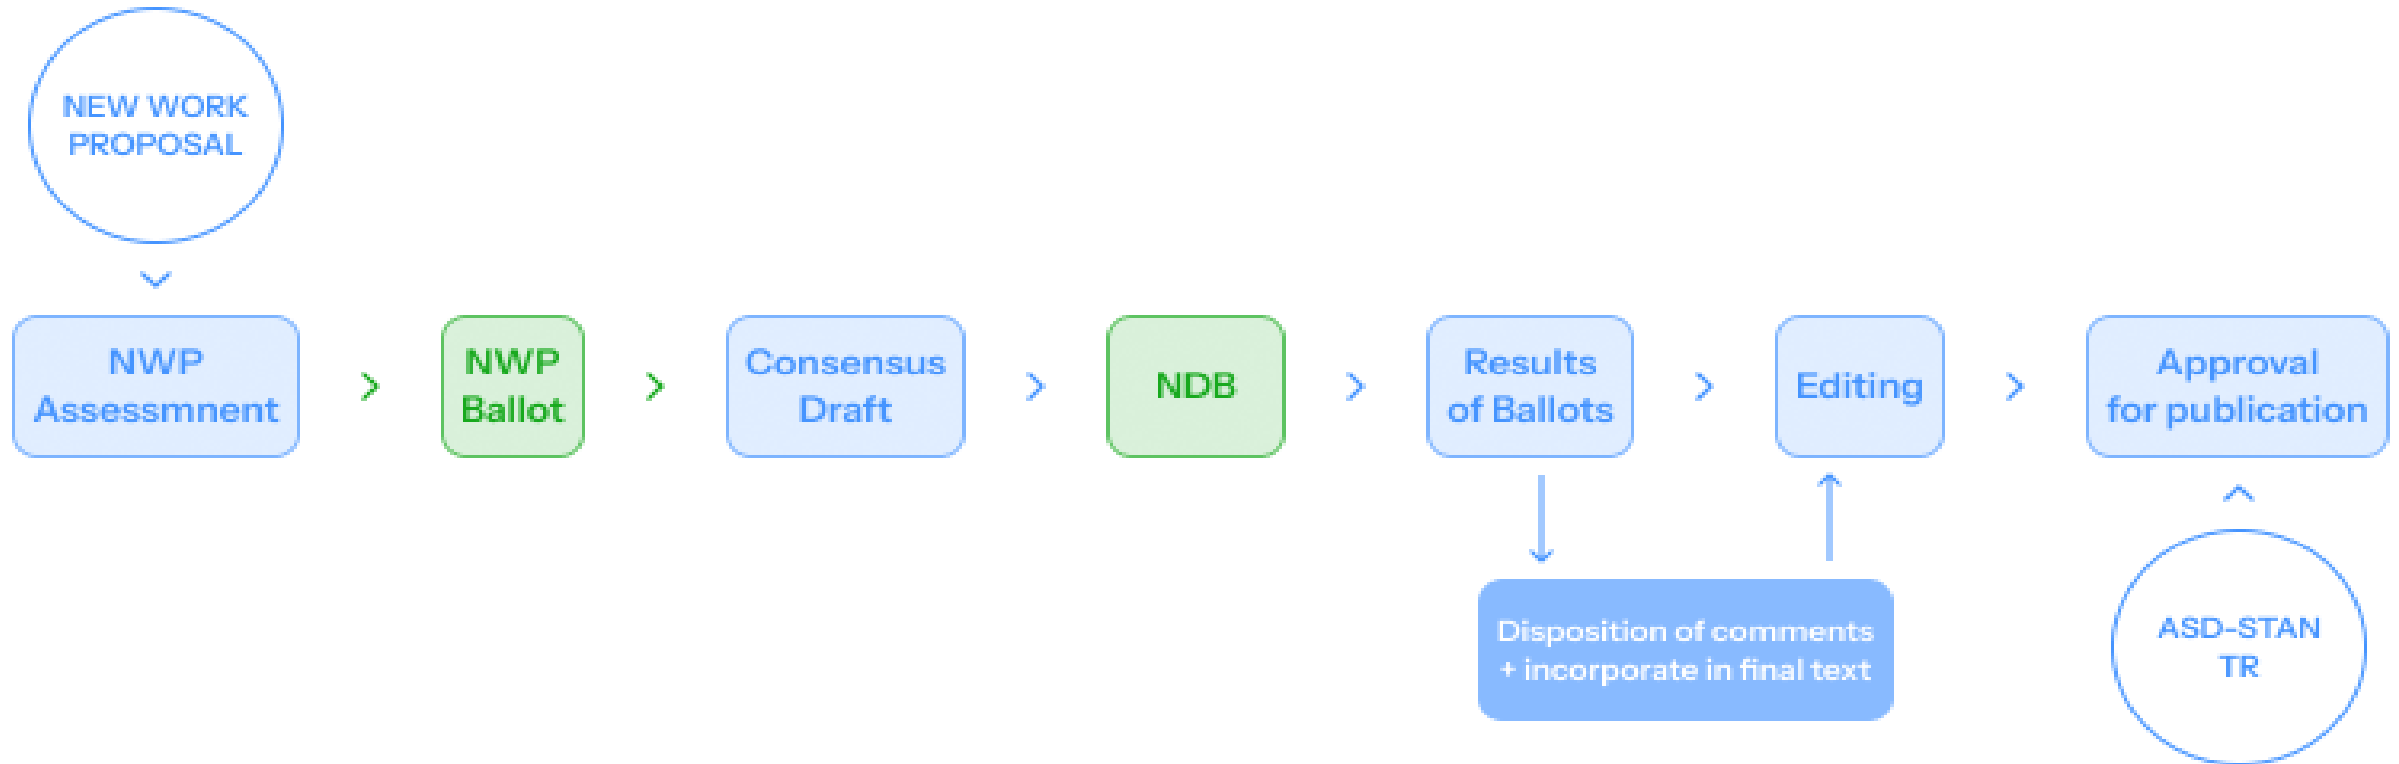 NEW WORK
PROPOSAL
NWP
Assessmnent
NWP
Ballot
Consensus
Draft
NDB
Results
of Ballots
Editing
Approval
for publication
Disposition of comments
+ incorporate in final text
ASD-STAN
TR